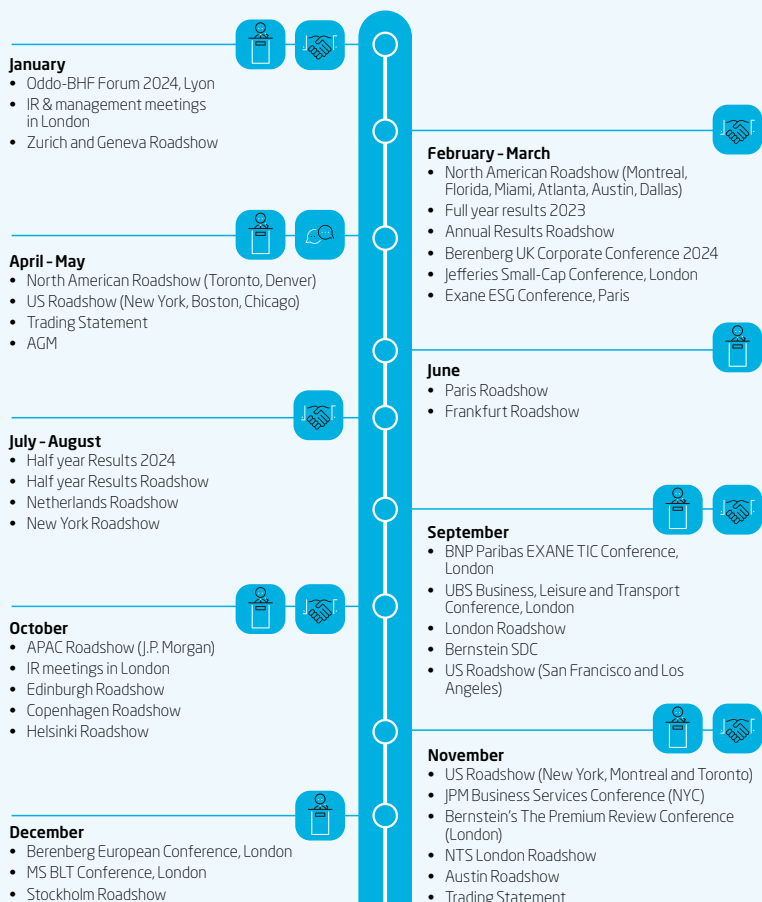 January
• Oddo-BHF Forum 2024, Lyon
• IR & management meetings
in London
• Zurich and Geneva Roadshow
February – March
• North American Roadshow (Montreal,
Florida, Miami, Atlanta, Austin, Dallas)
• Full year results 2023
• Annual Results Roadshow
• Berenberg UK Corporate Conference 2024
• Jefferies Small-Cap Conference, London
• Exane ESG Conference, Paris
April – May
• North American Roadshow (Toronto, Denver)
• US Roadshow (New York, Boston, Chicago)
• Trading Statement
• AGM
June
• Paris Roadshow
• Frankfurt Roadshow
July – August
• Half year Results 2024
• Half year Results Roadshow
• Netherlands Roadshow
• New York Roadshow
September
• BNP Paribas EXANE TIC Conference,
London
• UBS Business, Leisure and Transport
Conference, London
• London Roadshow
• Bernstein SDC
• US Roadshow (San Francisco and Los
Angeles)
October
• APAC Roadshow (J.P. Morgan)
• IR meetings in London
• Edinburgh Roadshow
• Copenhagen Roadshow
• Helsinki Roadshow
November
• US Roadshow (New York, Montreal and Toronto)
• JPM Business Services Conference (NYC)
• Bernstein's The Premium Review Conference
(London)
• NTS London Roadshow
• Austin Roadshow
• Trading Statement
December
• Berenberg European Conference, London
• MS BLT Conference, London
• Stockholm Roadshow